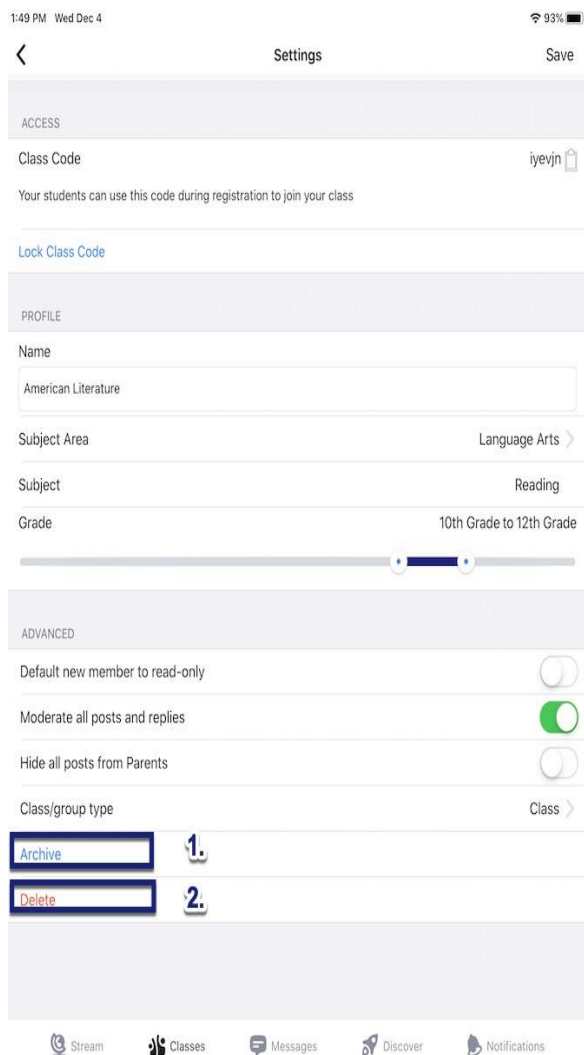 1:49 PM Wed Dec 4 93%
Settings Save
ACCESS
Class Code iyevjn
Your students can use this code during registration to join your class
Lock Class Code
PROFILE
Name
American Literature
Subject Area Language Arts
Subject Reading
Grade 10th Grade to 12th Grade
ADVANCED
Default new member to read-only
Moderate all posts and replies
Hide all posts from Parents
Class/group type Class
Archive 1.
Delete 2.
Stream Classes Messages Discover Notifications